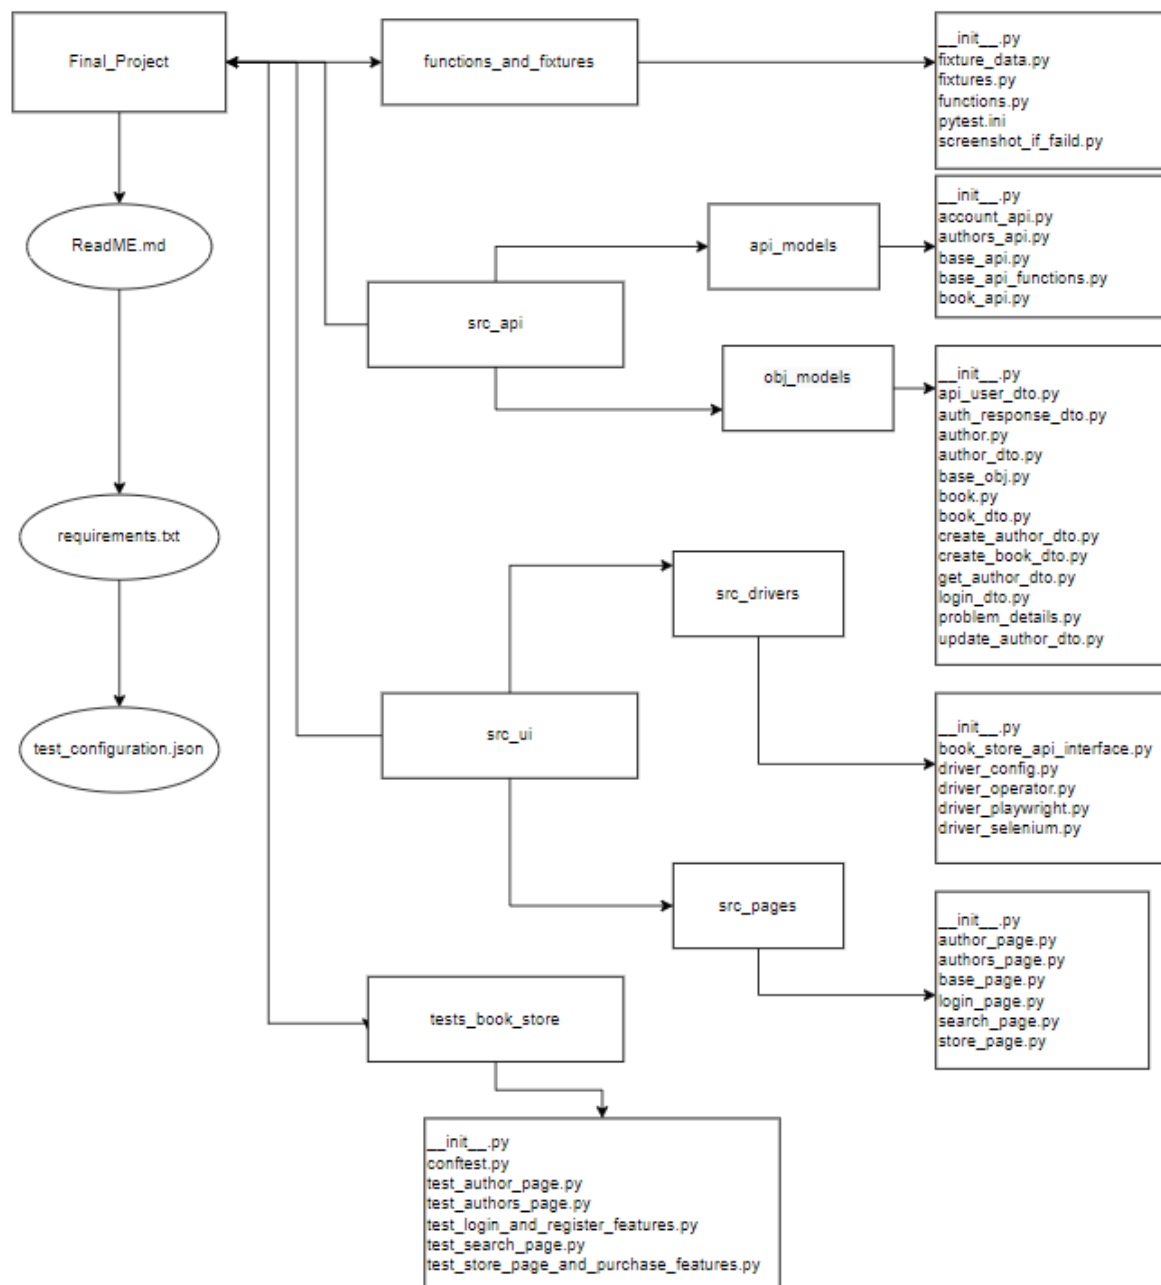 Final_Project
functions_and_fixtures
__init__.py
fixture_data.py
fixtures.py
functions.py
pytest.ini
screenshot_if_faild.py
ReadME.md
src_api
api_models
__init__.py
account_api.py
authors_api.py
base_api.py
base_api_functions.py
book_api.py
obj_models
__init__.py
api_user_dto.py
auth_response_dto.py
author.py
author_dto.py
base_obj.py
book.py
book_dto.py
create_author_dto.py
create_book_dto.py
get_author_dto.py
login_dto.py
problem_details.py
update_author_dto.py
requirements.txt
test_configuration.json
src_ui
src_drivers
__init__.py
book_store_api_interface.py
driver_config.py
driver_operator.py
driver_playwright.py
driver_selenium.py
src_pages
__init__.py
author_page.py
authors_page.py
base_page.py
login_page.py
search_page.py
store_page.py
tests_book_store
__init__.py
conftest.py
test_author_page.py
test_authors_page.py
test_login_and_register_features.py
test_search_page.py
test_store_page_and_purchase_features.py